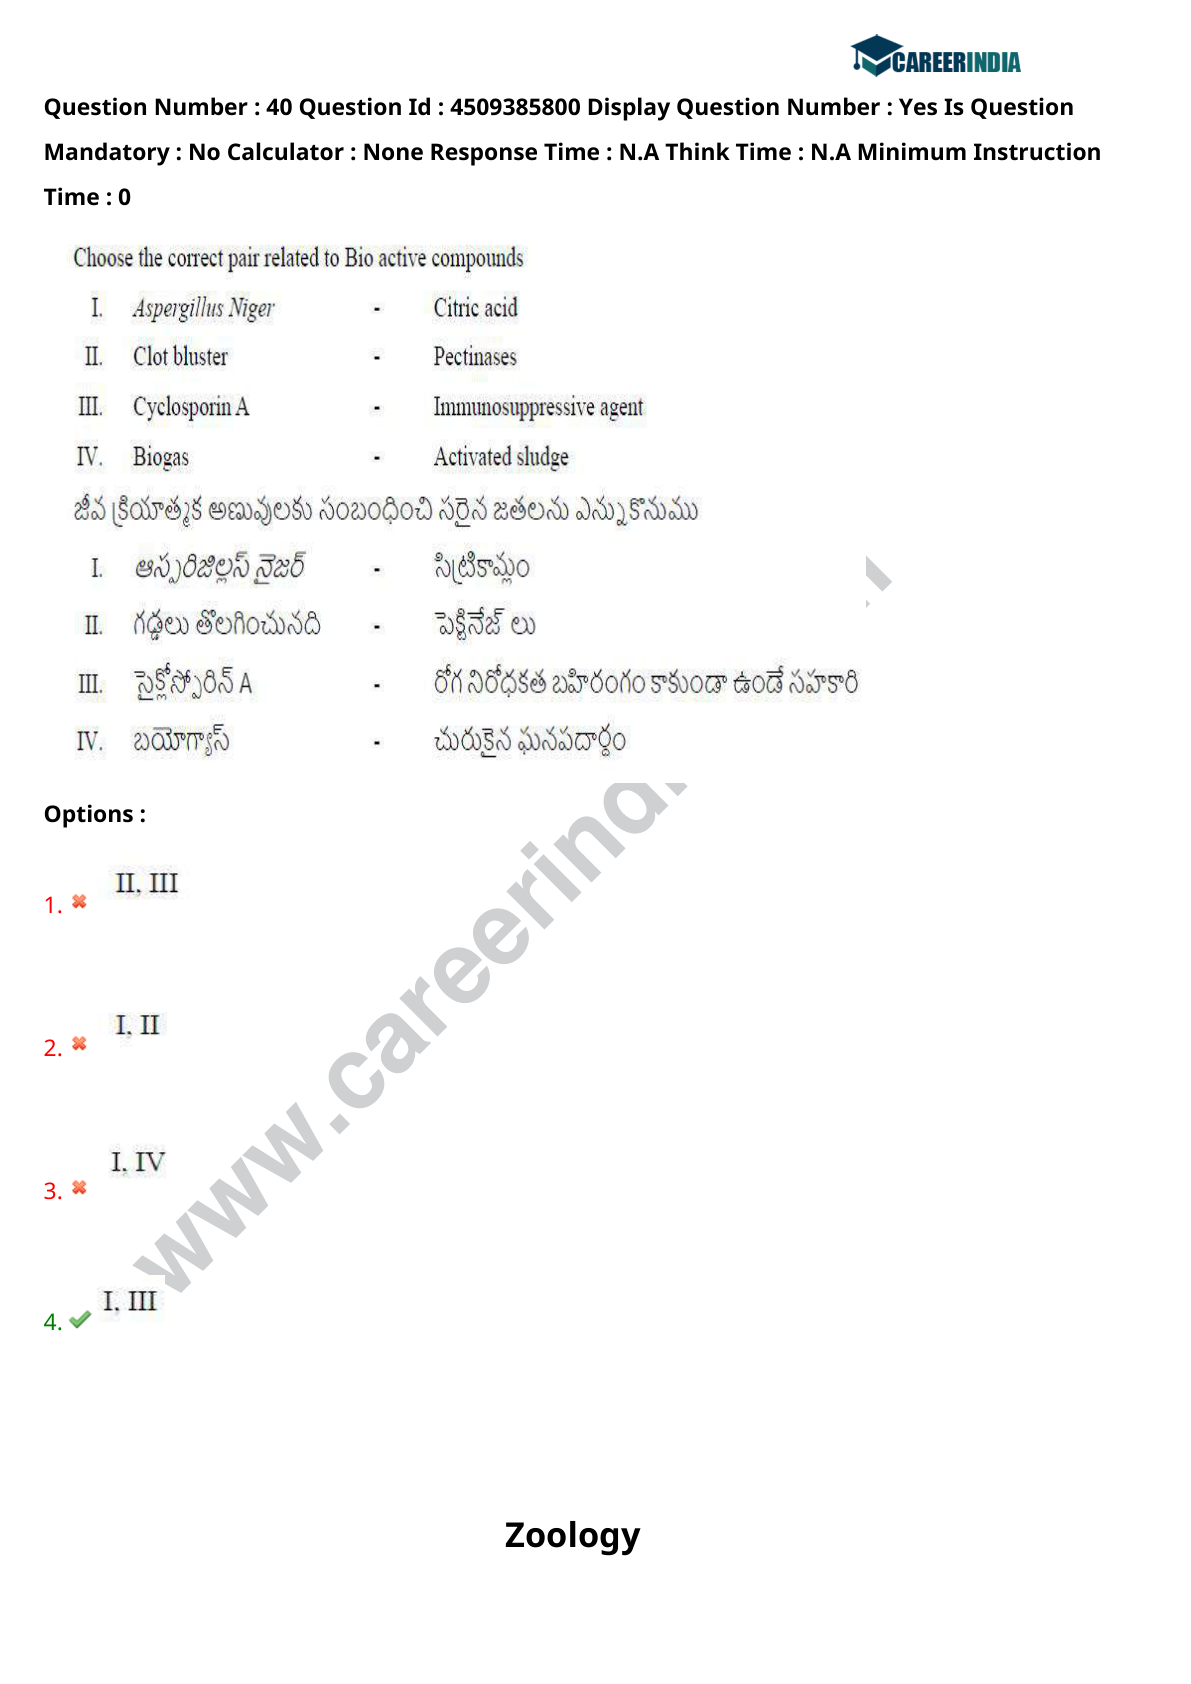 CAREERINDIA
Question Number : 40 Question Id : 4509385800 Display Question Number : Yes Is Question
Mandatory : No Calculator : None Response Time : N.A Think Time : N.A Minimum Instruction
Time : 0
Choose the correct pair related to Bio active compounds
I. Aspergillus Niger - Citric acid
II. Clot bluster - Pectinases
III. Cyclosporin A - Immunosuppressive agent
IV. Biogas - Activated sludge
జీవ క్రియాత్మక అణువులకు సంబంధించి సరైన జతలను ఎన్నుకొనుము
I. ఆస్పరిజిల్లస్ నైజర్ - సిట్రికామ్లం
II. గడ్డలు తొలగించునది - పెక్టినేజ్ లు
III. సైక్లోస్పోరిన్ A - రోగ నిరోధకత బహిరంగం కాకుండా ఉండే సహకారి
IV. బయోగ్యాస్ - చురుకైన ఘనపదార్థం
Options :
1. II, III
2. I, II
3. I, IV
4. I, III
Zoology